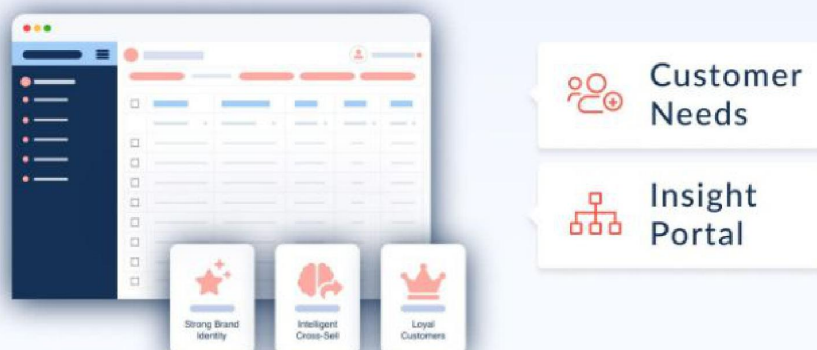 Customer
Needs
Insight
Portal
Strong Brand
Identity
Intelligent
Cross-Sell
Loyal
Customers